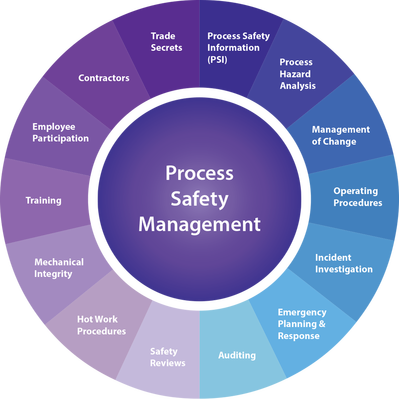 Process
Safety
Management
Process Safety
Information
(PSI)
Process
Hazard
Analysis
Management
of Change
Operating
Procedures
Incident
Investigation
Emergency
Planning &
Response
Auditing
Safety
Reviews
Hot Work
Procedures
Mechanical
Integrity
Training
Employee
Participation
Contractors
Trade
Secrets